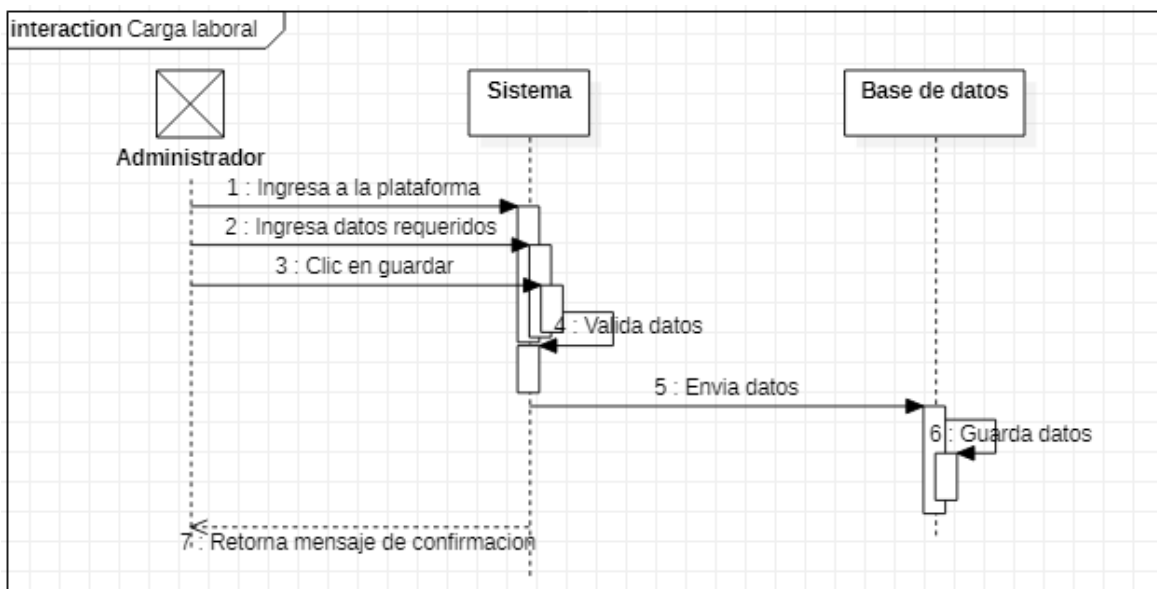 interaction Carga laboral
Sistema
Base de datos
Administrador
1 : Ingresa a la plataforma
2 : Ingresa datos requeridos
3 : Clic en guardar
4 : Valida datos
5 : Envia datos
6 : Guarda datos
7 : Retorna mensaje de confirmacion